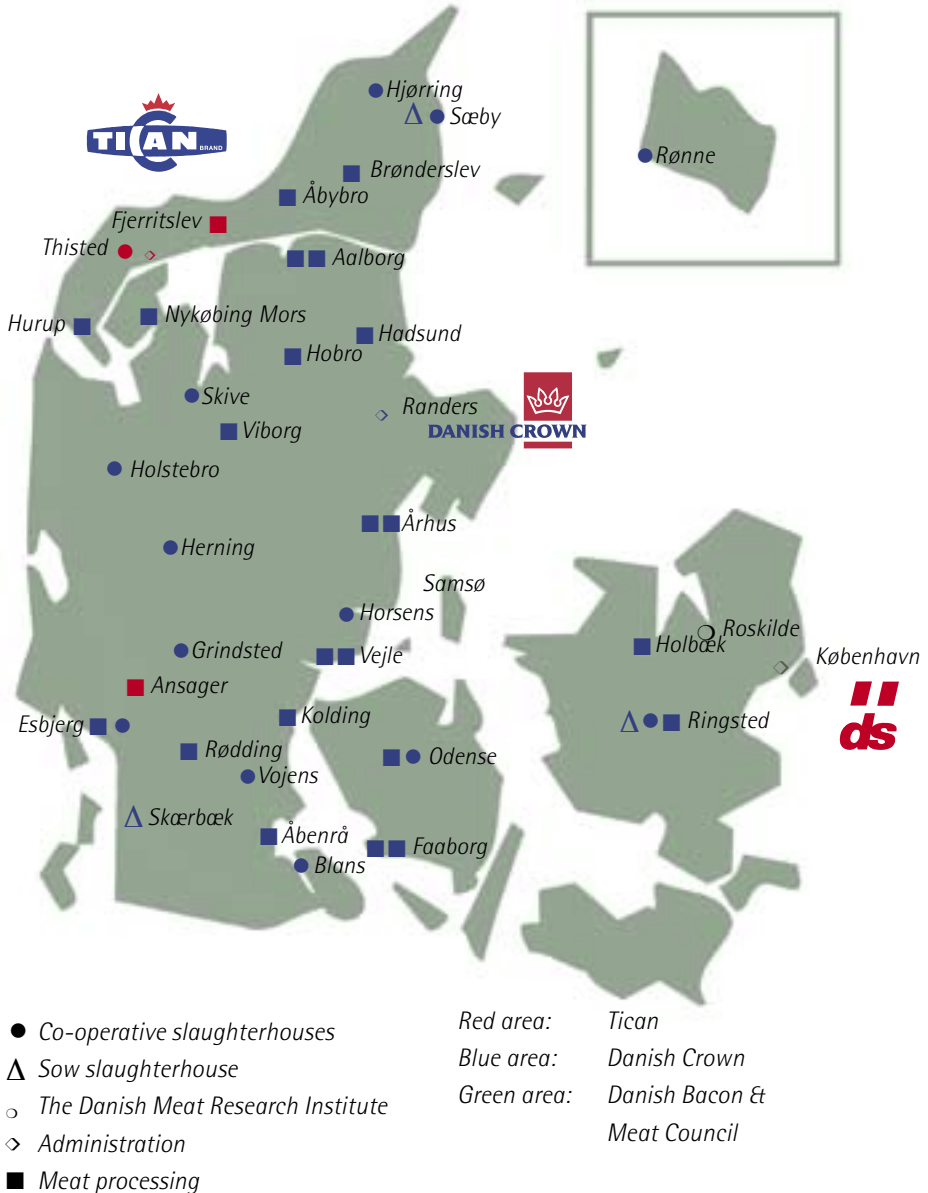 Hjørring
Sæby
TICAN
BRAND
Rønne
Brønderslev
Åbybro
Fjerritslev
Thisted
Aalborg
Nykøbing Mors
Hurup
Hadsund
Hobro
Skive
Randers
DANISH CROWN
Viborg
Holstebro
Århus
Herning
Samsø
Horsens
Roskilde
Holbæk
Grindsted
Vejle
København
Ansager
ds
Kolding
Esbjerg
Ringsted
Rødding
Odense
Vojens
Skærbæk
Åbenrå
Faaborg
Blans
Co-operative slaughterhouses
Sow slaughterhouse
The Danish Meat Research Institute
Administration
Meat processing
Red area: Tican
Blue area: Danish Crown
Green area: Danish Bacon &
Meat Council